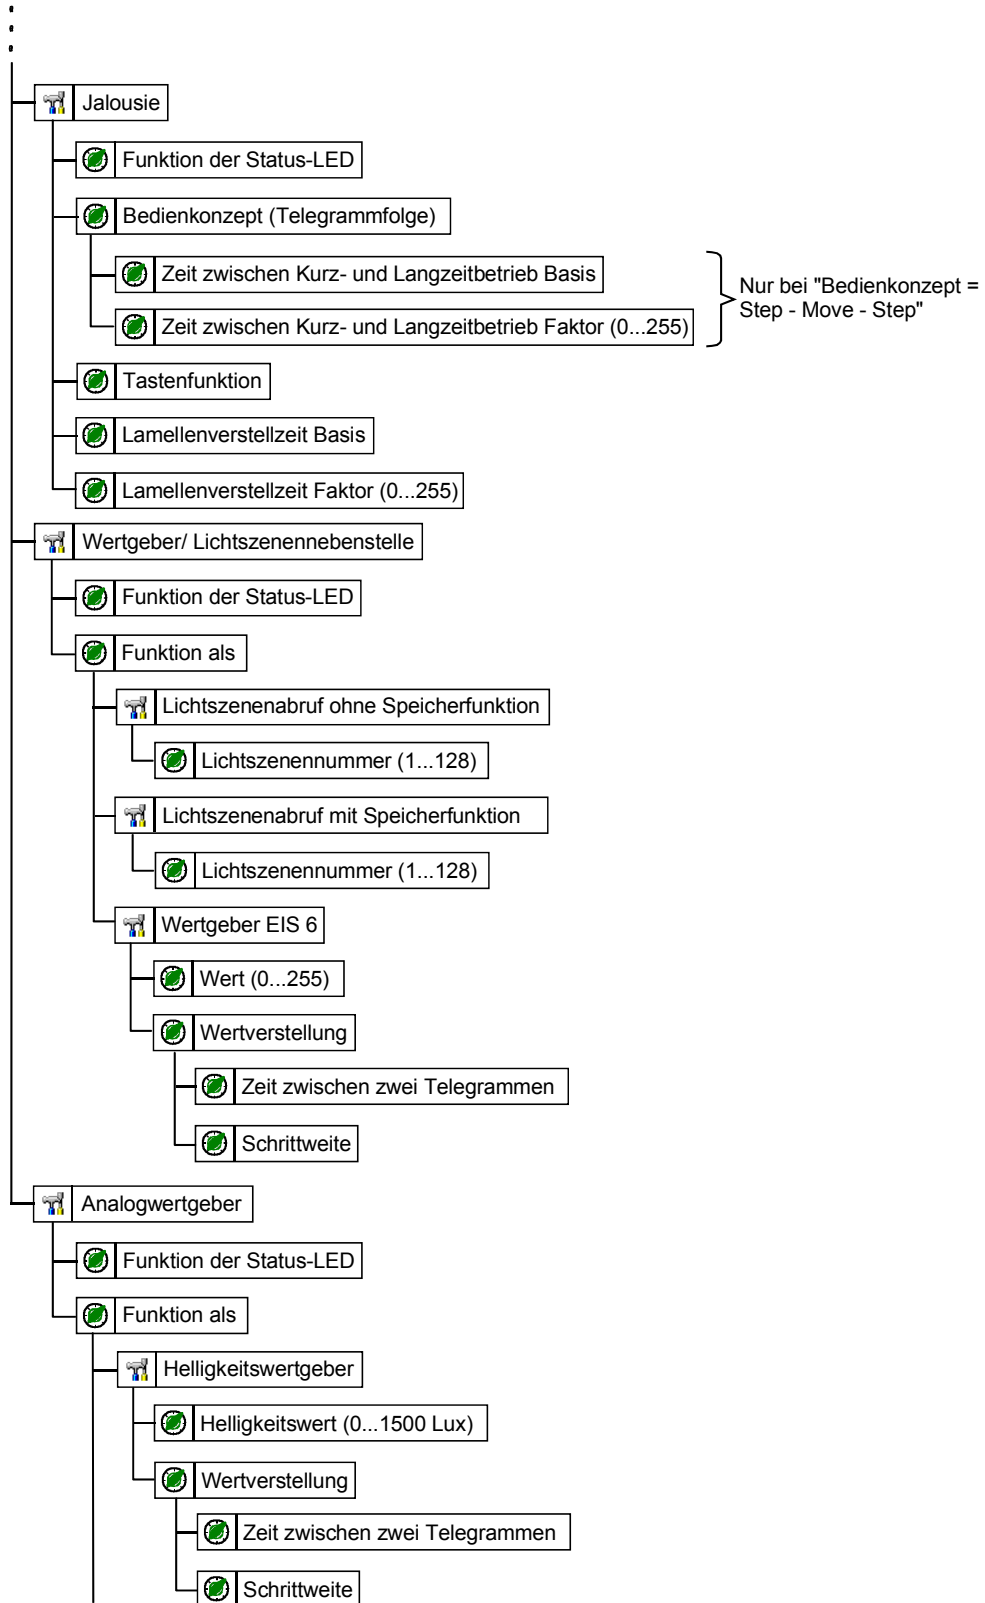 Jalousie
Funktion der Status-LED
Bedienkonzept (Telegrammfolge)
Zeit zwischen Kurz- und Langzeitbetrieb Basis
Zeit zwischen Kurz- und Langzeitbetrieb Faktor (0...255)
Nur bei "Bedienkonzept =
Step - Move - Step"
Tastenfunktion
Lamellenverstellzeit Basis
Lamellenverstellzeit Faktor (0...255)
Wertgeber/ Lichtszenennebenstelle
Funktion der Status-LED
Funktion als
Lichtszenenabruf ohne Speicherfunktion
Lichtszenennummer (1...128)
Lichtszenenabruf mit Speicherfunktion
Lichtszenennummer (1...128)
Wertgeber EIS 6
Wert (0...255)
Wertverstellung
Zeit zwischen zwei Telegrammen
Schrittweite
Analogwertgeber
Funktion der Status-LED
Funktion als
Helligkeitswertgeber
Helligkeitswert (0...1500 Lux)
Wertverstellung
Zeit zwischen zwei Telegrammen
Schrittweite